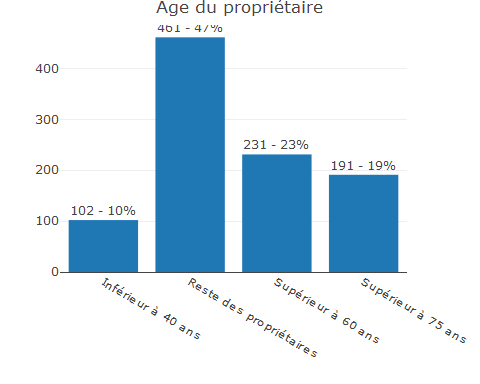 Age du propriétaire
461 - 47%
400
300
231 - 23%
200
191 - 19%
102 - 10%
100
0
Inférieur à 40 ans
Reste des propriétaires
Supérieur à 60 ans
Supérieur à 75 ans